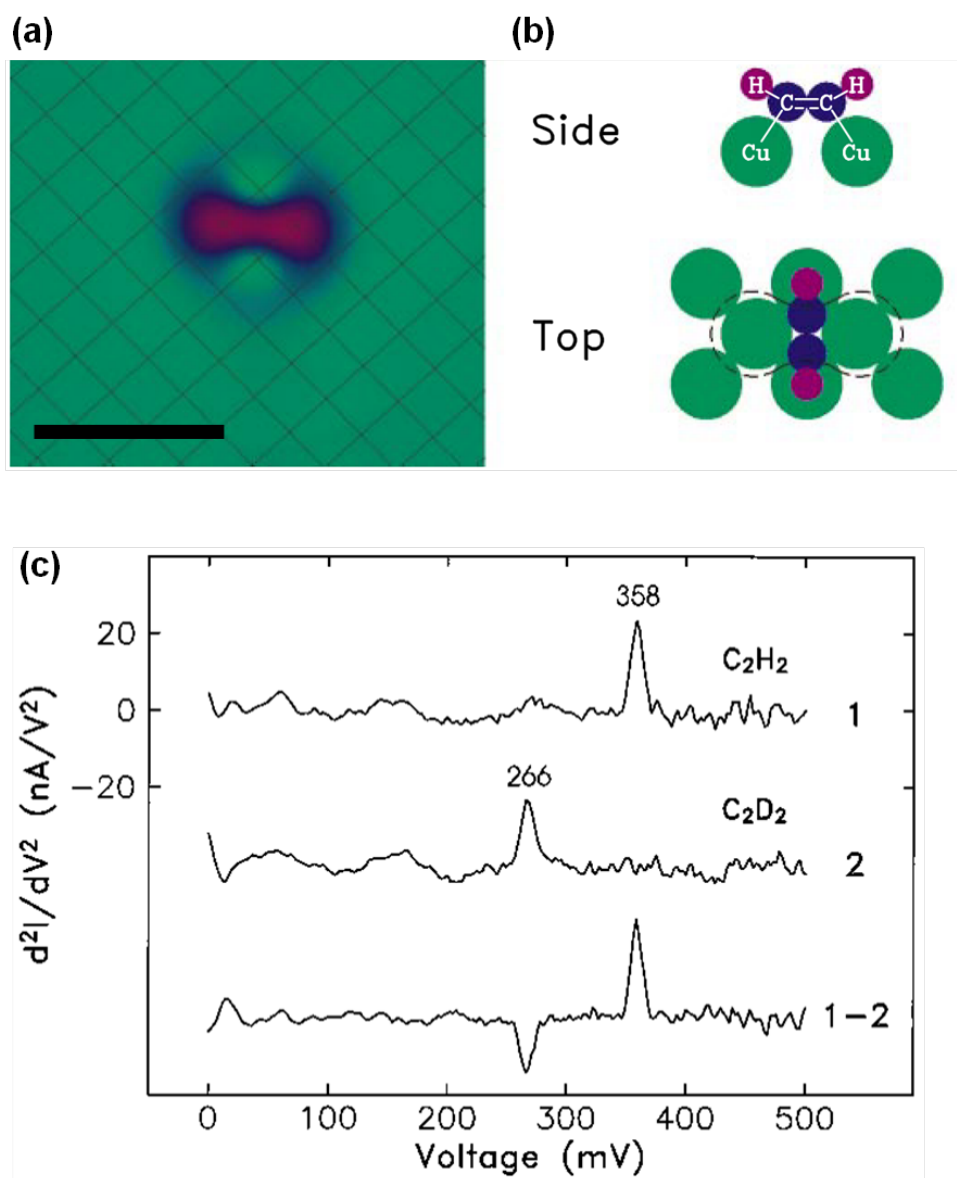 (a)
(b)
Side
H H
C=C
Cu Cu
Top
(c)
358
20
C₂H₂
0
1
-20
266
C₂D₂
2
d²I/dV² (nA/V²)
1-2
0 100 200 300 400 500
Voltage (mV)